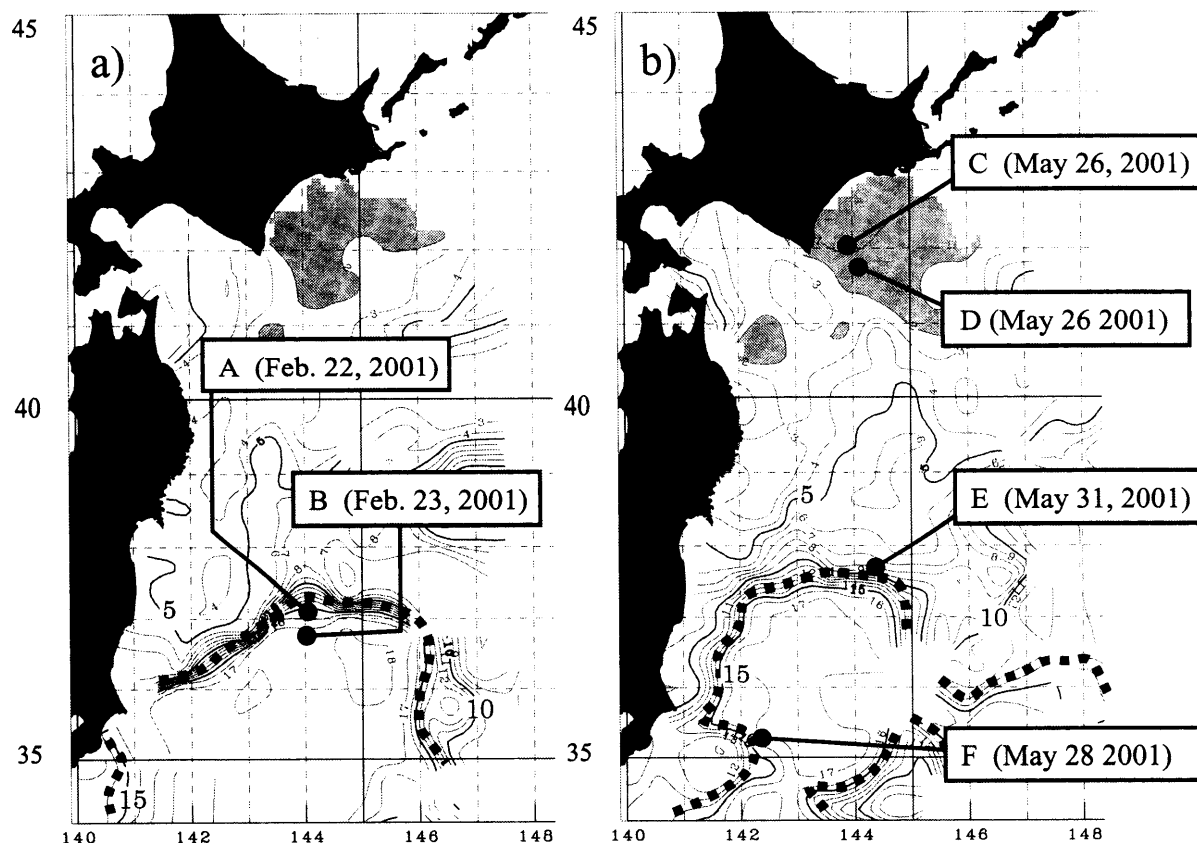 45
a)
A (Feb. 22, 2001)
40
B (Feb. 23, 2001)
5
10
35
15
140 142 144 146 148
45
b)
C (May 26, 2001)
D (May 26 2001)
40
5
E (May 31, 2001)
10
15
35
F (May 28 2001)
140 142 144 146 148